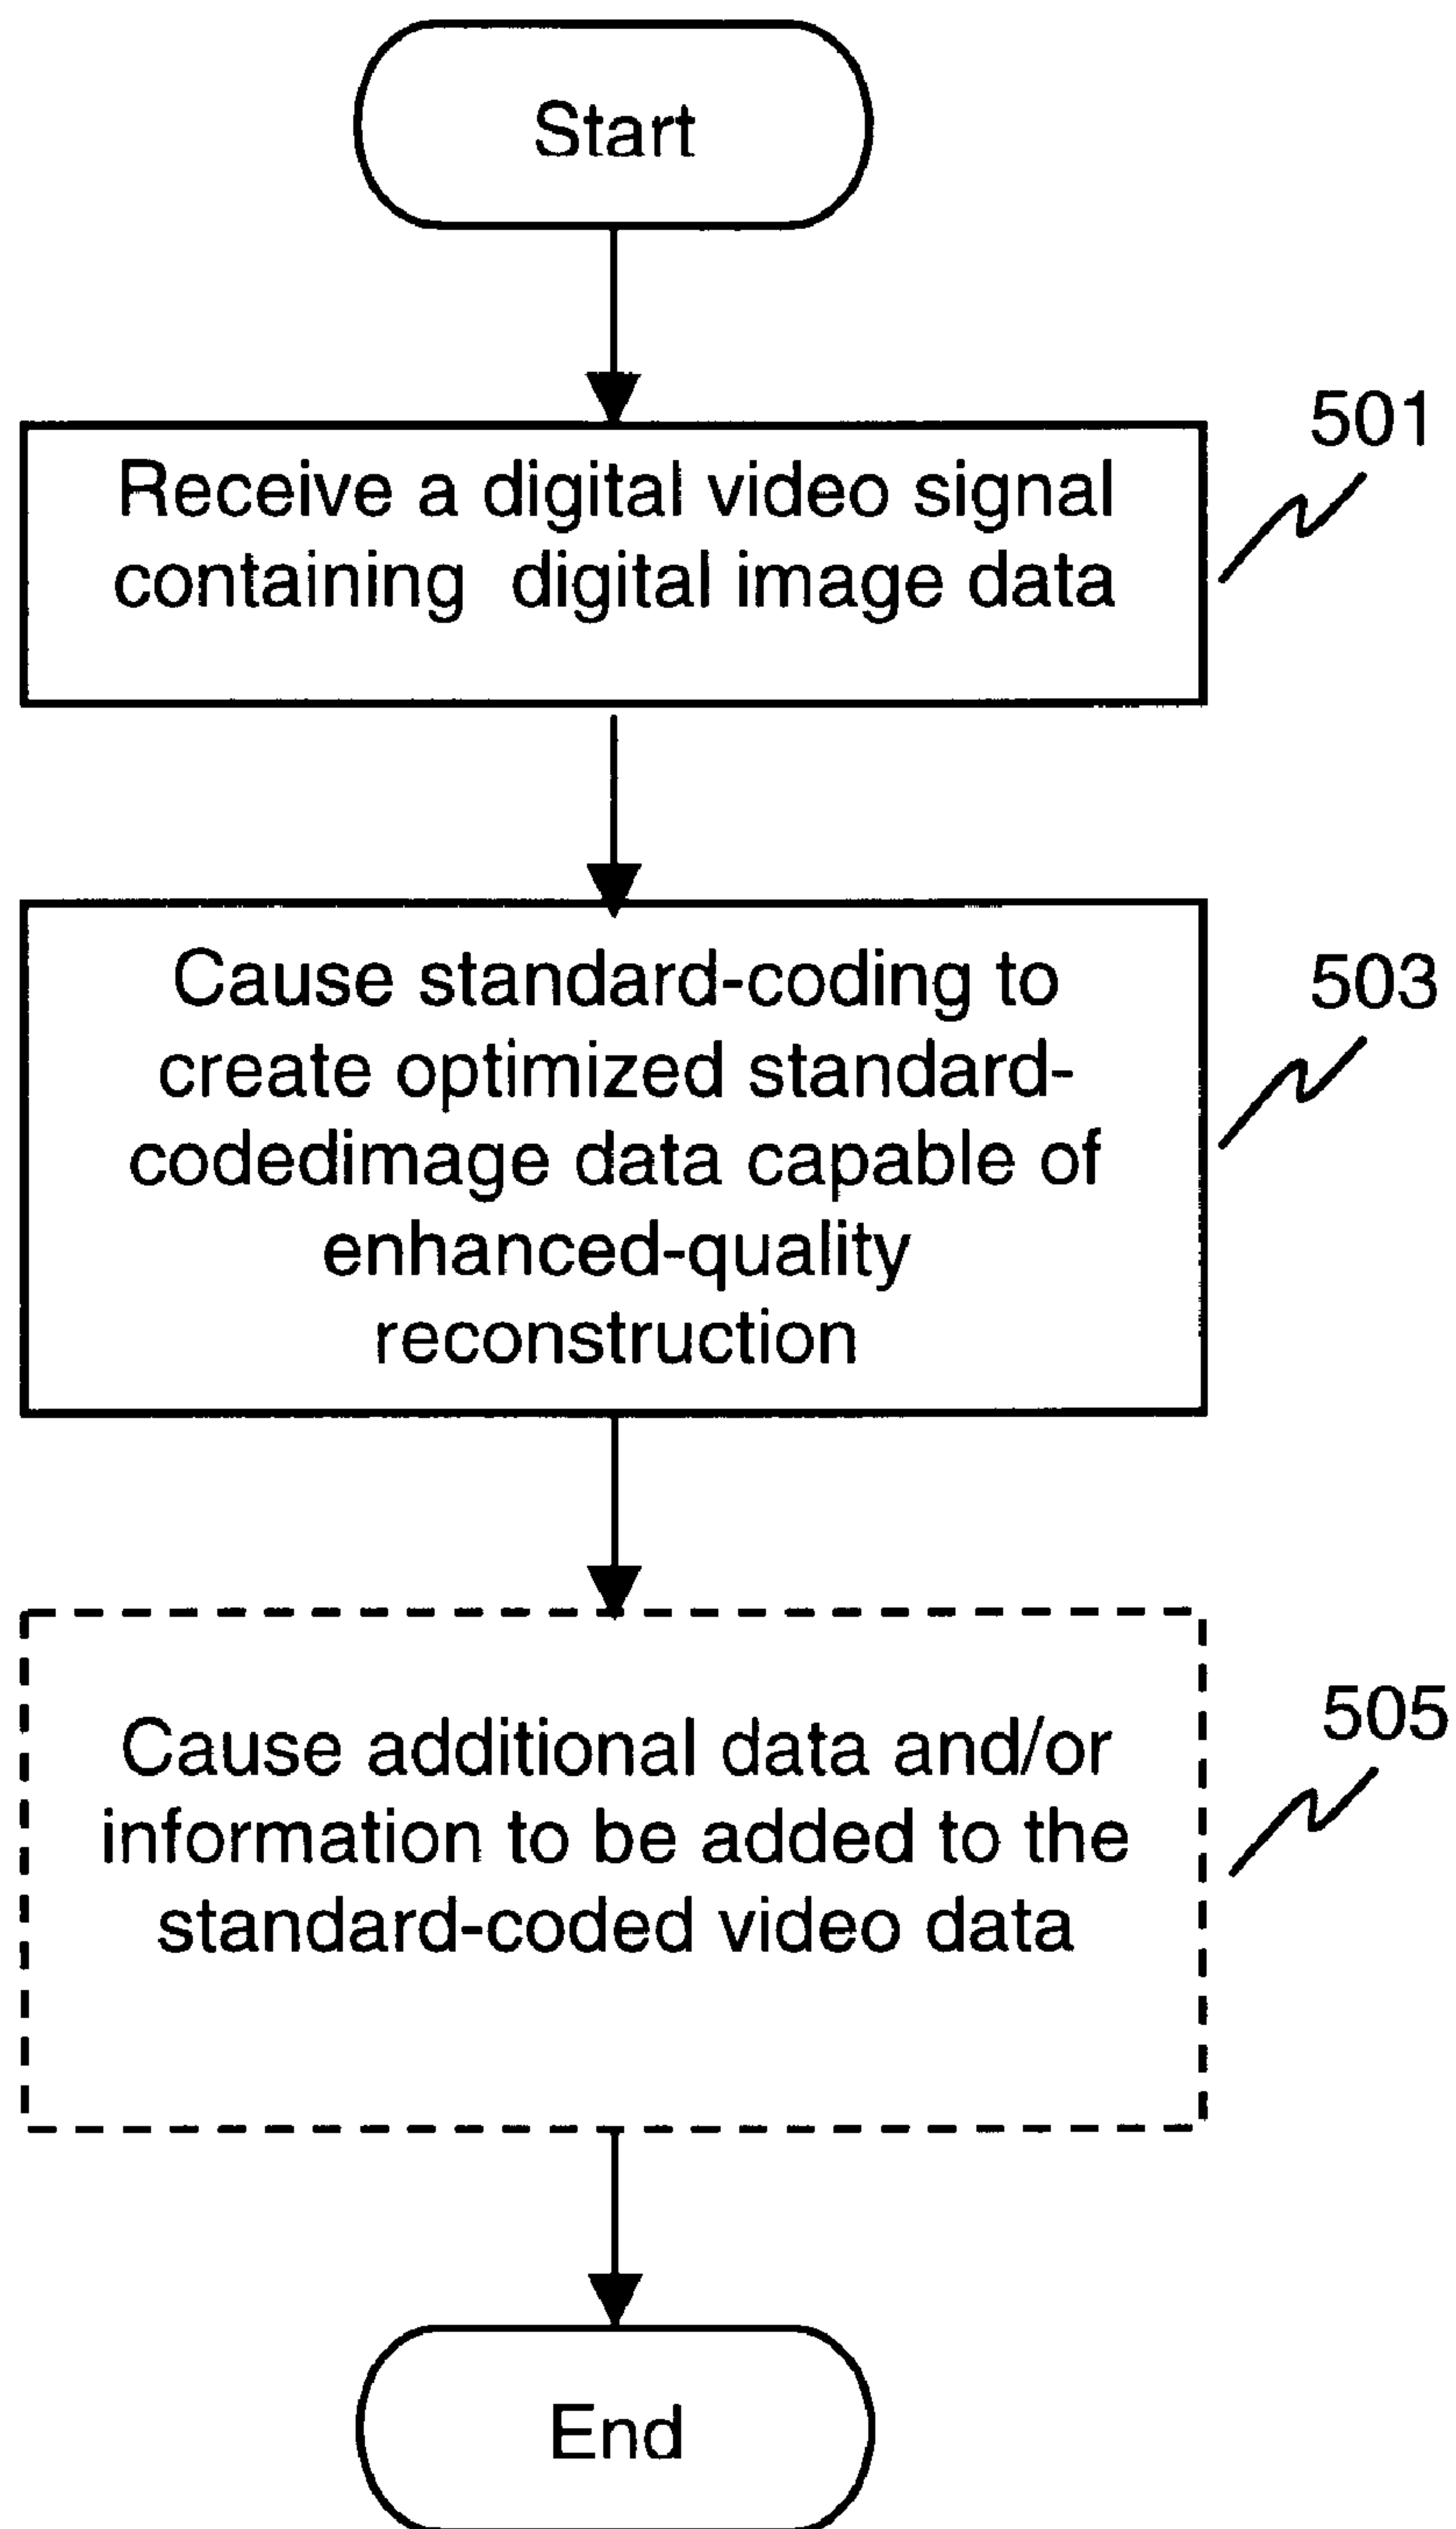 Start
501
Receive a digital video signal
containing digital image data
503
Cause standard-coding to
create optimized standard-
codedimage data capable of
enhanced-quality
reconstruction
505
Cause additional data and/or
information to be added to the
standard-coded video data
End